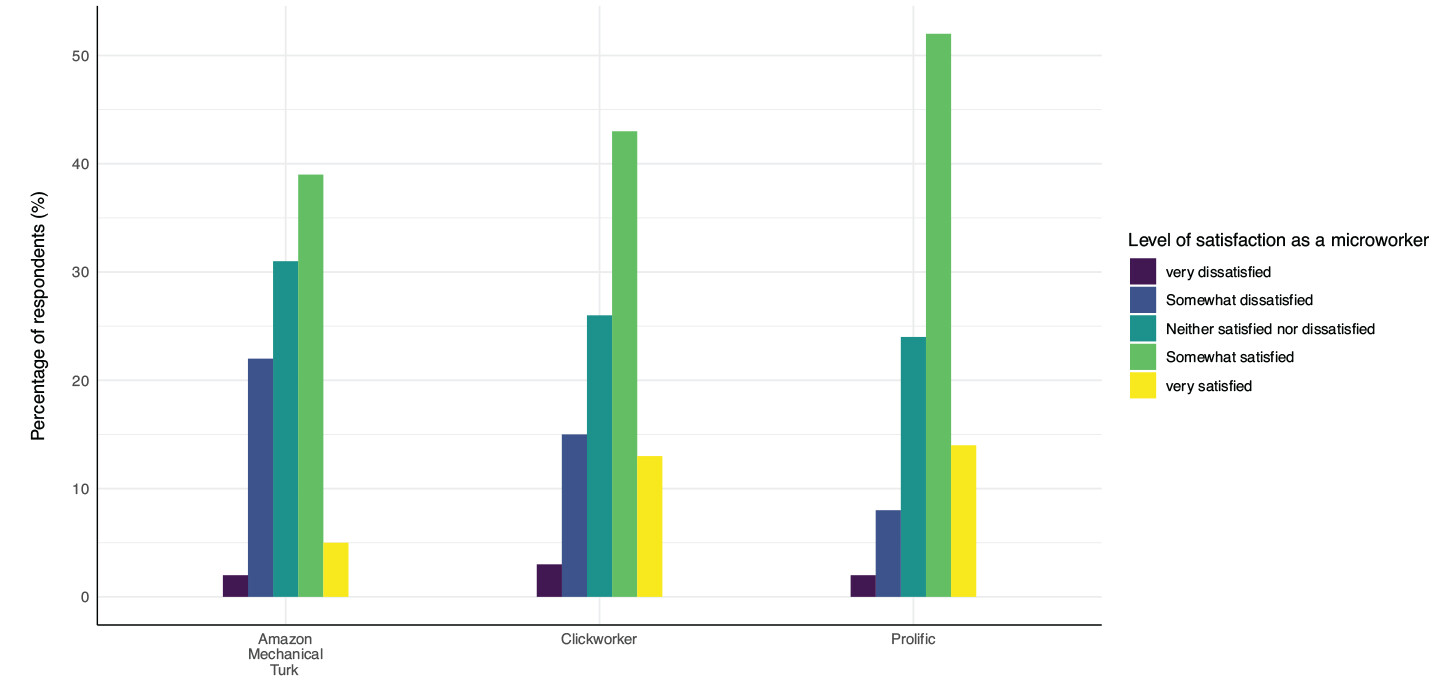 Percentage of respondents (%)
50
40
30
20
10
0
Amazon
Mechanical
Turk
Clickworker
Prolific
Level of satisfaction as a microworker
very dissatisfied
Somewhat dissatisfied
Neither satisfied nor dissatisfied
Somewhat satisfied
very satisfied